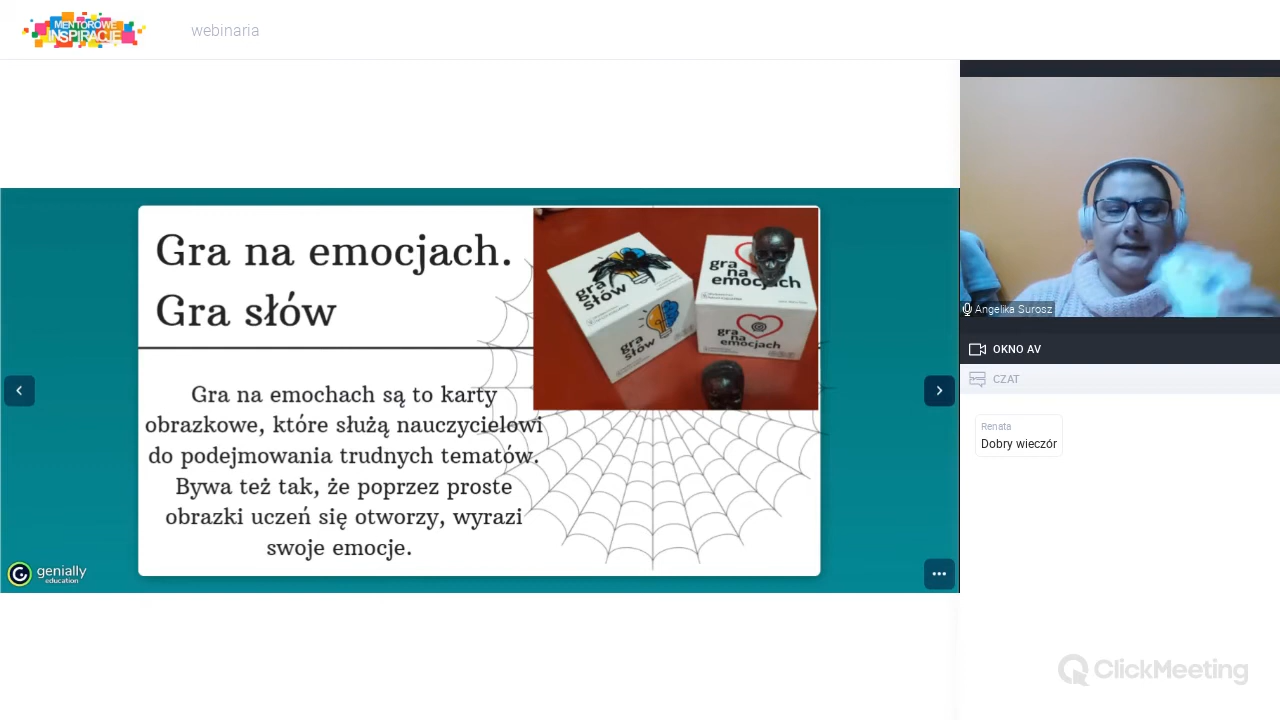 MENTOROWE
INSPIRACJE
webinaria
Gra na emocjach.
Gra słów
gra
słów
gra
słów
gra
na
emocjach
gra
na
emocjach
Gra na emochach są to karty
obrazkowe, które służą nauczycielowi
do podejmowania trudnych tematów.
Bywa też tak, że poprzez proste
obrazki uczeń się otworzy, wyrazi
swoje emocje.
genially
education
Angelika Surosz
OKNO AV
CZAT
Renata
Dobry wieczór
ClickMeeting